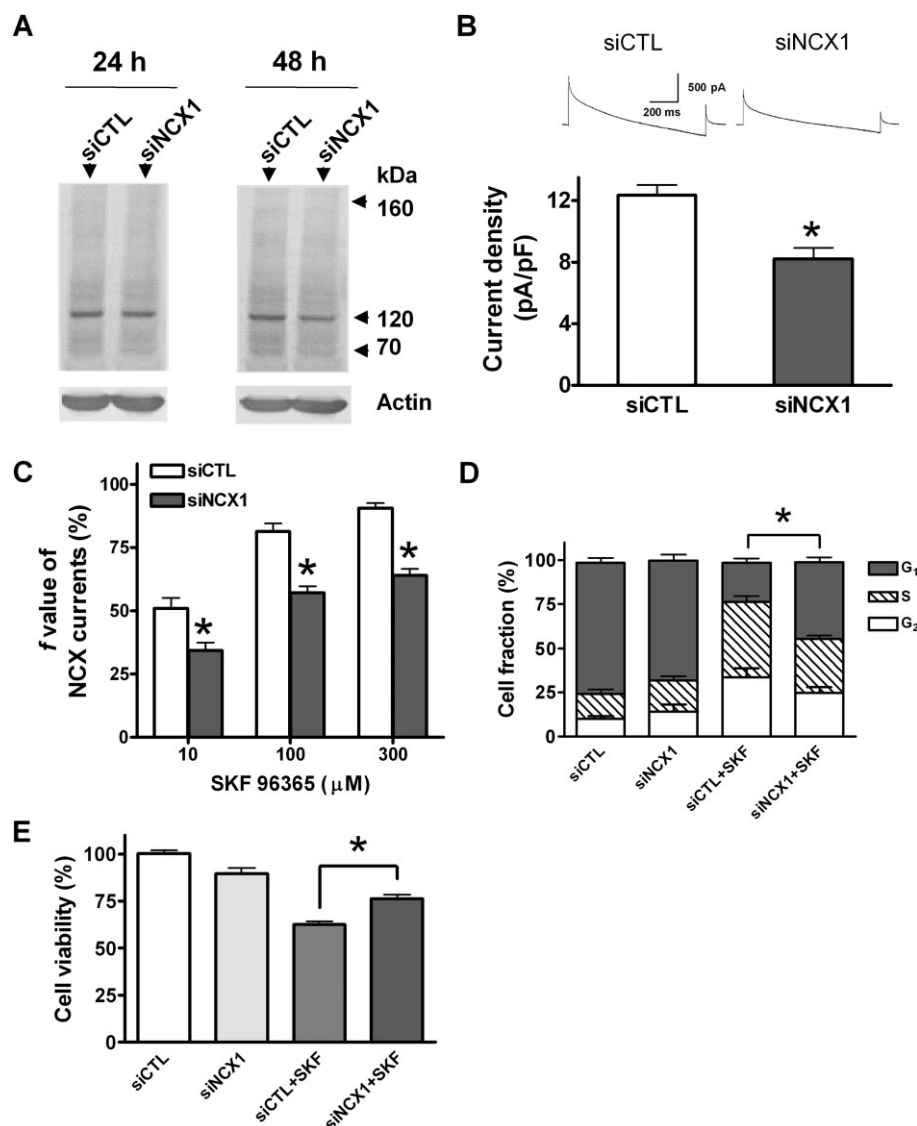 A
24 h
48 h
siCTL
siNCX1
siCTL
siNCX1
kDa
160
120
70
Actin
B
siCTL
siNCX1
500 pA
200 ms
Current density
(pA/pF)
12
8
4
0
siCTL
siNCX1
*
C
siCTL
siNCX1
f value of
NCX currents (%)
100
75
50
25
0
*
*
*
10
100
300
SKF 96365 (μM)
D
*
G1
S
G2
Cell fraction (%)
100
75
50
25
0
siCTL
siNCX1
siCTL+SKF
siNCX1+SKF
E
*
Cell viability (%)
100
75
50
25
0
siCTL
siNCX1
siCTL+SKF
siNCX1+SKF